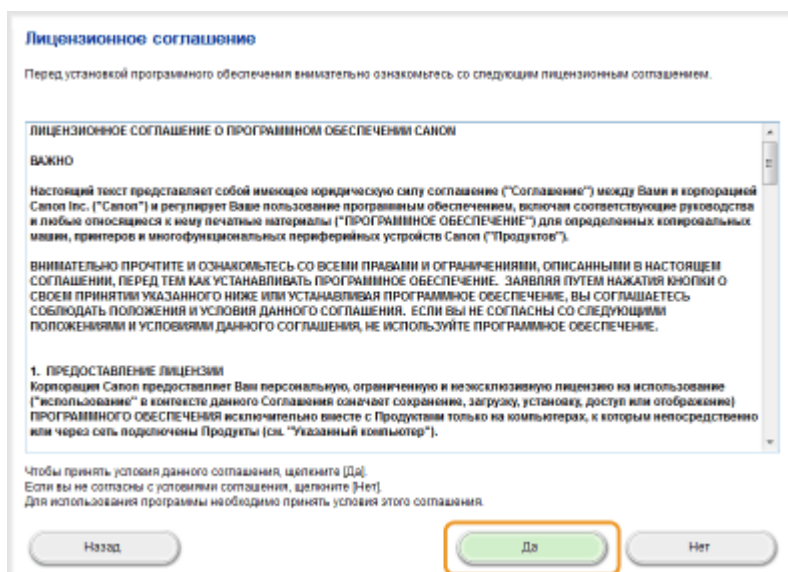 Лицензионное соглашение
Перед установкой программного обеспечения внимательно ознакомьтесь со следующим лицензионным соглашением.
ЛИЦЕНЗИОННОЕ СОГЛАШЕНИЕ О ПРОГРАММНОМ ОБЕСПЕЧЕНИИ CANON
ВАЖНО
Настоящий текст представляет собой имеющее юридическую силу соглашение ("Соглашение") между Вами и корпорацией
Canon Inc. ("Canon") и регулирует Ваше пользование программным обеспечением, включая соответствующие руководства
и любые относящиеся к нему печатные материалы ("ПРОГРАММНОЕ ОБЕСПЕЧЕНИЕ") для определенных копировальных
машин, принтеров и многофункциональных периферийных устройств Canon ("Продуктов").
ВНИМАТЕЛЬНО ПРОЧТИТЕ И ОЗНАКОМЬТЕСЬ СО ВСЕМИ ПРАВАМИ И ОГРАНИЧЕНИЯМИ, ОПИСАННЫМИ В НАСТОЯЩЕМ
СОГЛАШЕНИИ, ПЕРЕД ТЕМ КАК УСТАНАВЛИВАТЬ ПРОГРАММНОЕ ОБЕСПЕЧЕНИЕ. ЗАЯВЛЯЯ ПУТЕМ НАЖАТИЯ КНОПКИ О
СВОЕМ ПРИНЯТИИ УКАЗАННОГО НИЖЕ ИЛИ УСТАНАВЛИВАЯ ПРОГРАММНОЕ ОБЕСПЕЧЕНИЕ, ВЫ СОГЛАШАЕТЕСЬ
СОБЛЮДАТЬ ПОЛОЖЕНИЯ И УСЛОВИЯ ДАННОГО СОГЛАШЕНИЯ. ЕСЛИ ВЫ НЕ СОГЛАСНЫ СО СЛЕДУЮЩИМИ
ПОЛОЖЕНИЯМИ И УСЛОВИЯМИ ДАННОГО СОГЛАШЕНИЯ, НЕ ИСПОЛЬЗУЙТЕ ПРОГРАММНОЕ ОБЕСПЕЧЕНИЕ.
1. ПРЕДОСТАВЛЕНИЕ ЛИЦЕНЗИИ
Корпорация Canon предоставляет Вам персональную, ограниченную и неэксклюзивную лицензию на использование
("использование" в контексте данного Соглашения означает сохранение, загрузку, установку, доступ или отображение)
ПРОГРАММНОГО ОБЕСПЕЧЕНИЯ исключительно вместе с Продуктами только на компьютерах, к которым непосредственно
или через сеть подключены Продукты (см. "Указанный компьютер").
Чтобы принять условия данного соглашения, щелкните [Да].
Если вы не согласны с условиями соглашения, щелкните [Нет].
Для использования программы необходимо принять условия этого соглашения.
Назад Да Нет